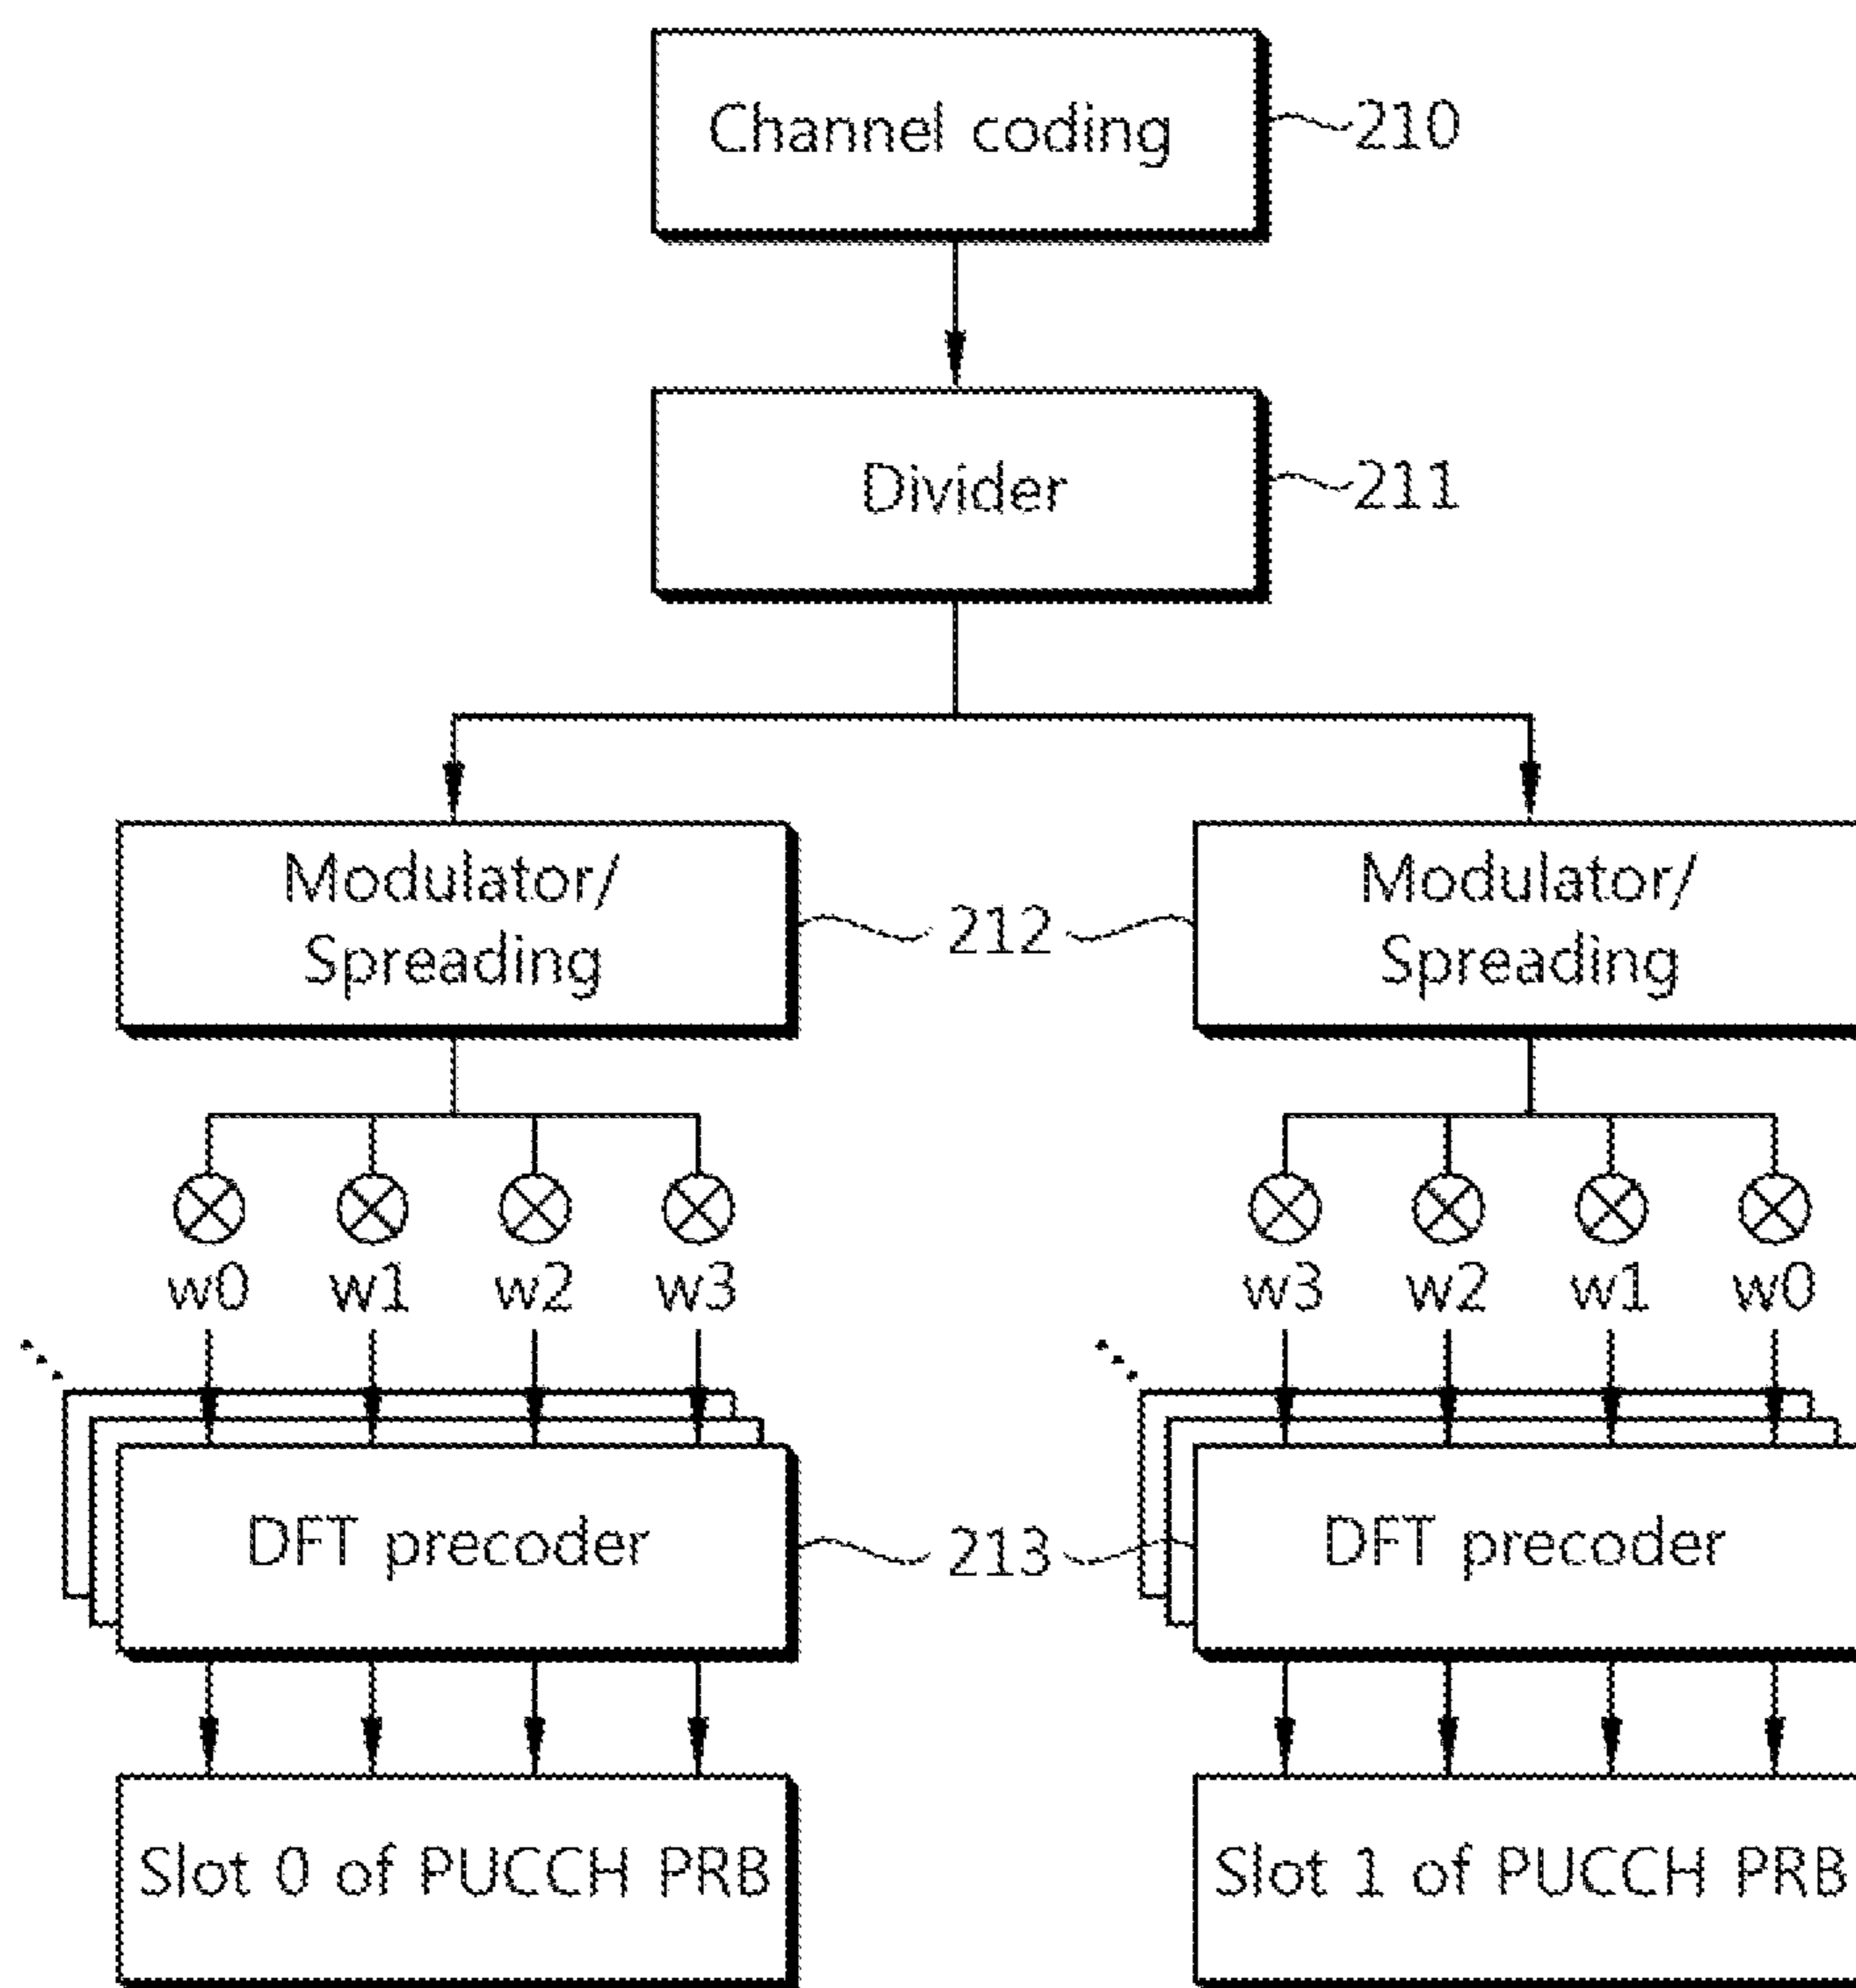 Channel coding
210
Divider
211
Modulator/
Spreading
212
Modulator/
Spreading
w0 w1 w2 w3
w3 w2 w1 w0
DFT precoder
213
DFT precoder
Slot 0 of PUCCH PRB
Slot 1 of PUCCH PRB